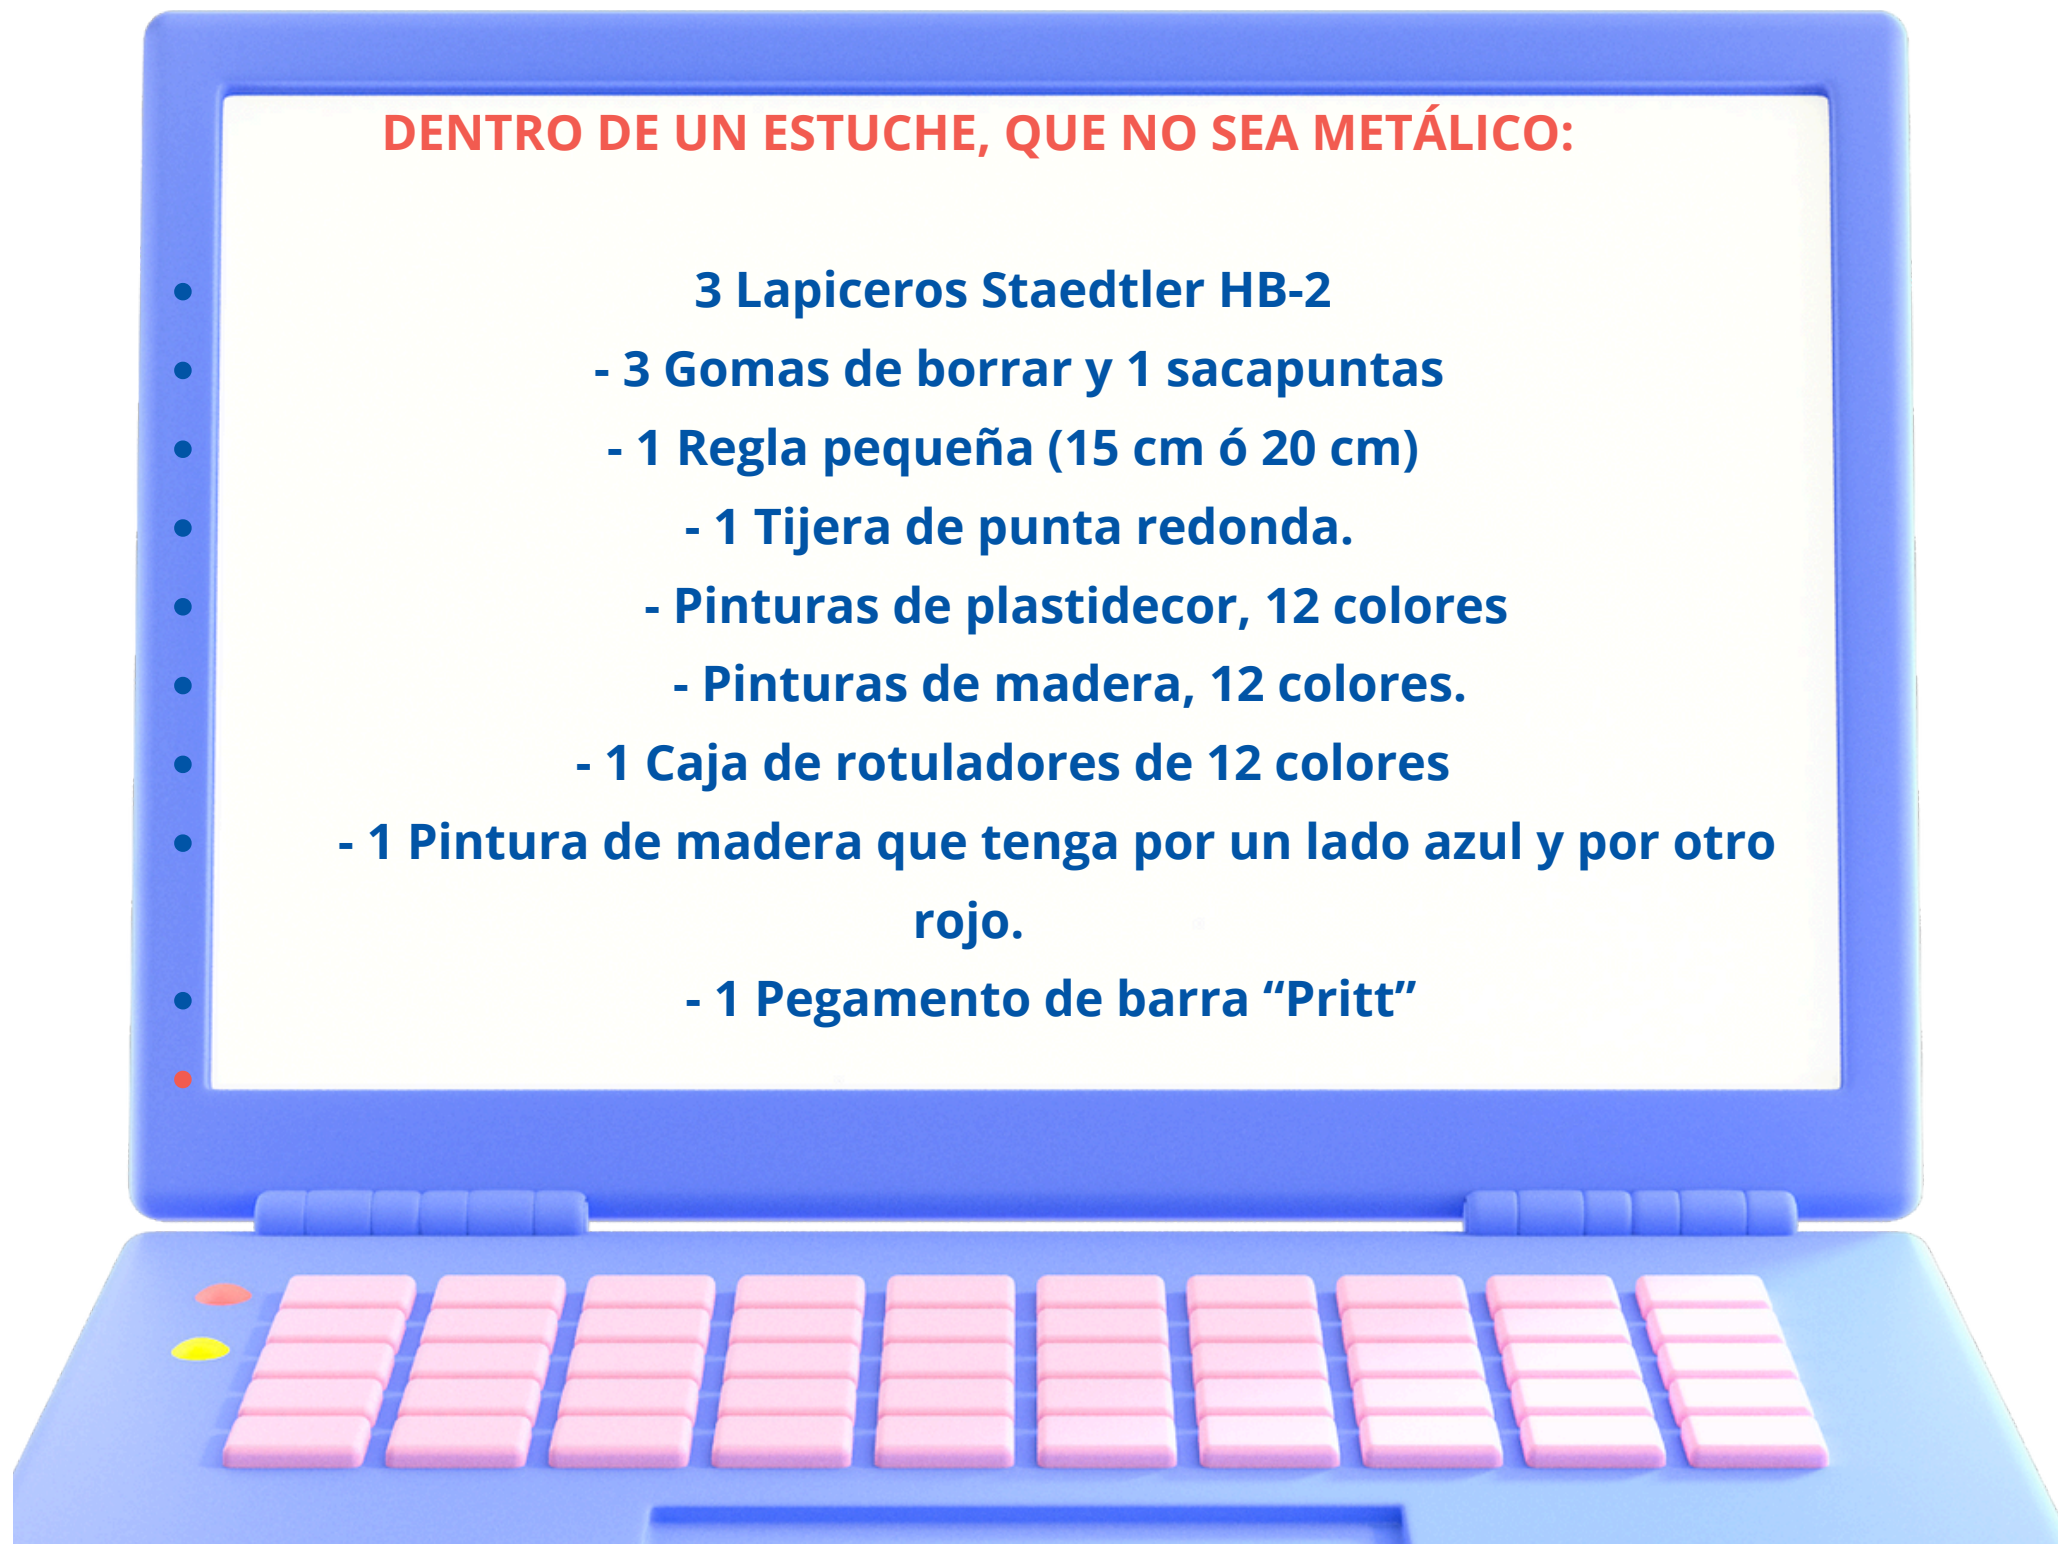 DENTRO DE UN ESTUCHE, QUE NO SEA METÁLICO:
• 3 Lapiceros Staedtler HB-2
• - 3 Gomas de borrar y 1 sacapuntas
• - 1 Regla pequeña (15 cm ó 20 cm)
• - 1 Tijera de punta redonda.
• - Pinturas de plastidecor, 12 colores
• - Pinturas de madera, 12 colores.
• - 1 Caja de rotuladores de 12 colores
• - 1 Pintura de madera que tenga por un lado azul y por otro
rojo.
• - 1 Pegamento de barra “Pritt”
•